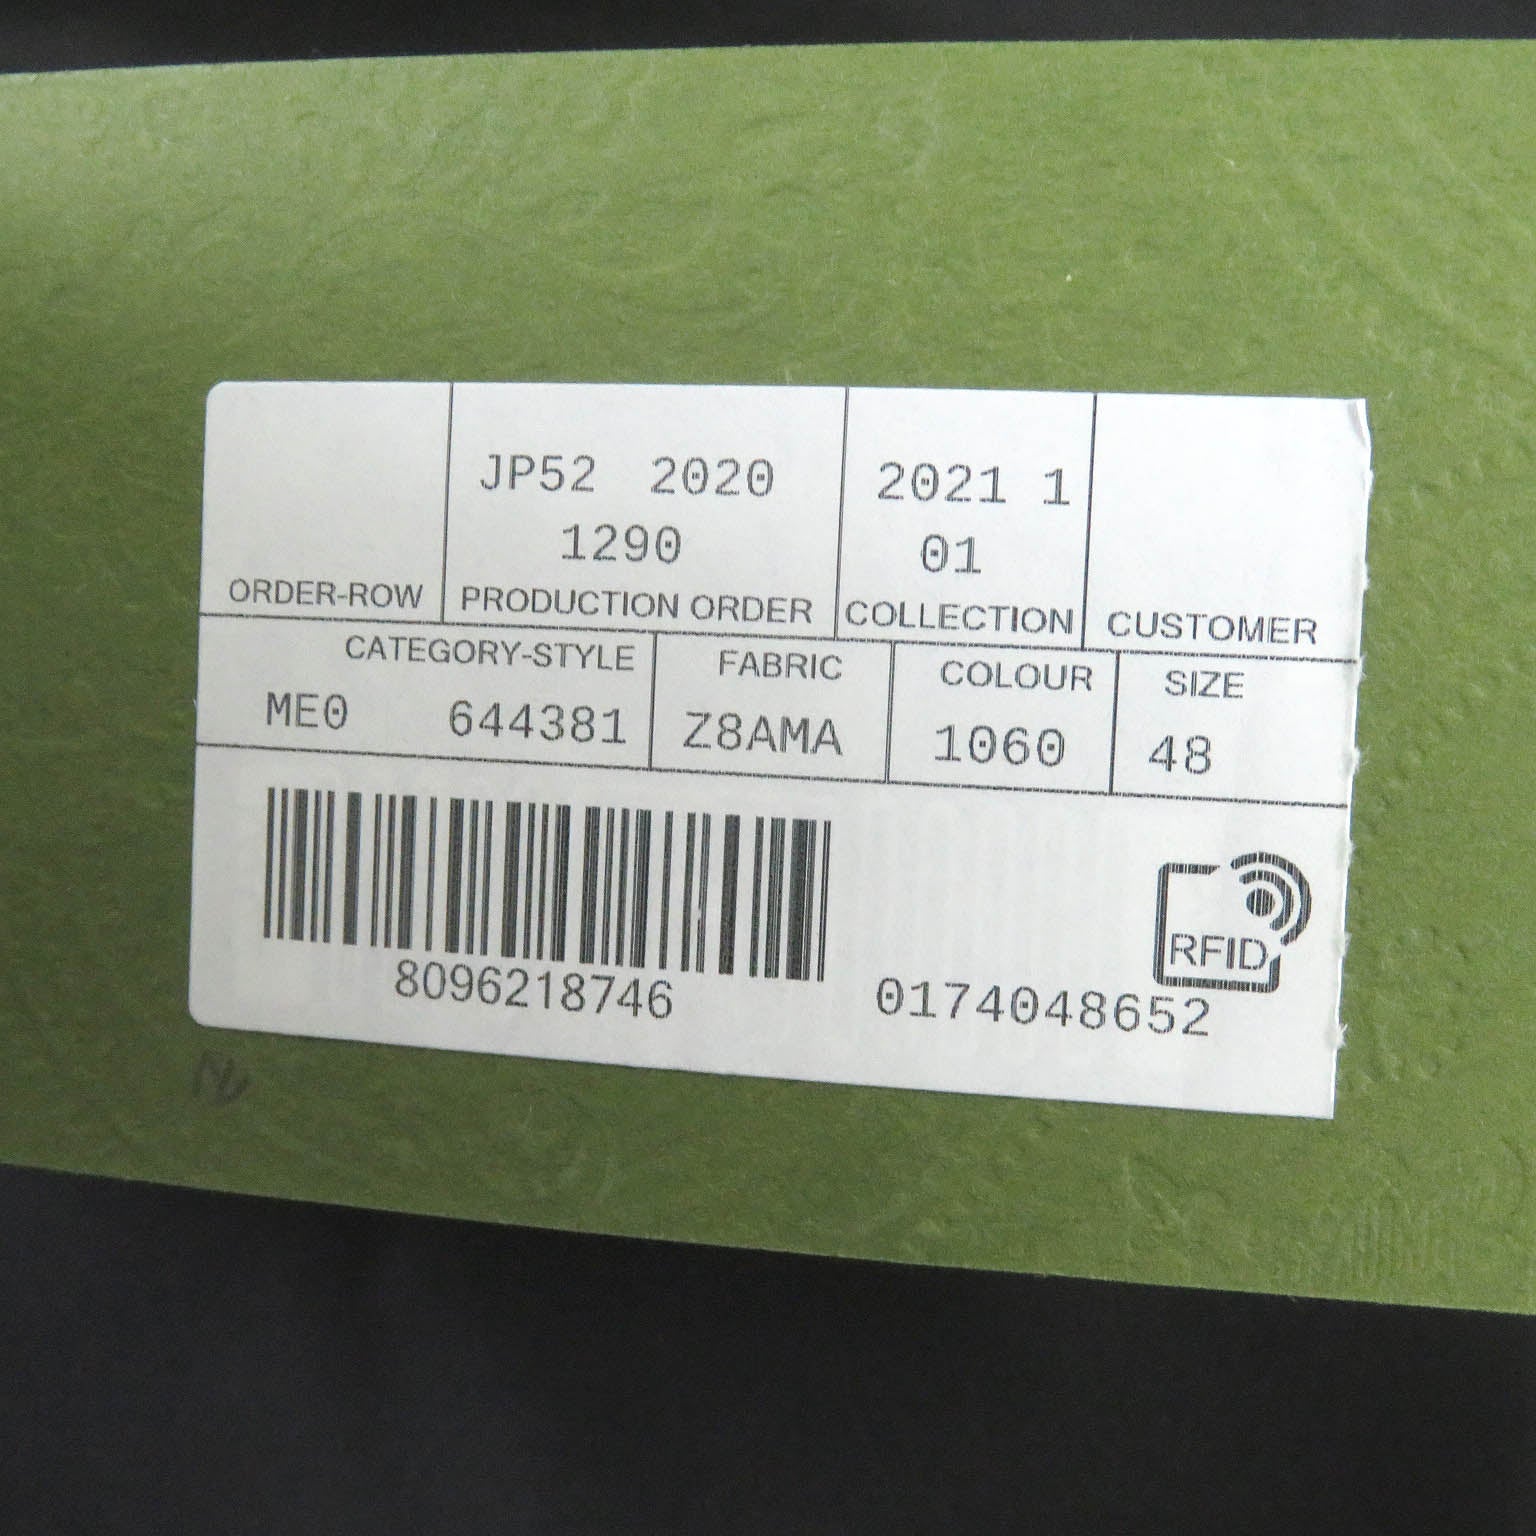 JP52 2020
1290
2021 1
01
ORDER-ROW PRODUCTION ORDER COLLECTION CUSTOMER
CATEGORY-STYLE FABRIC COLOUR SIZE
ME0 644381 Z8AMA 1060 48
RFID
8096218746 0174048652